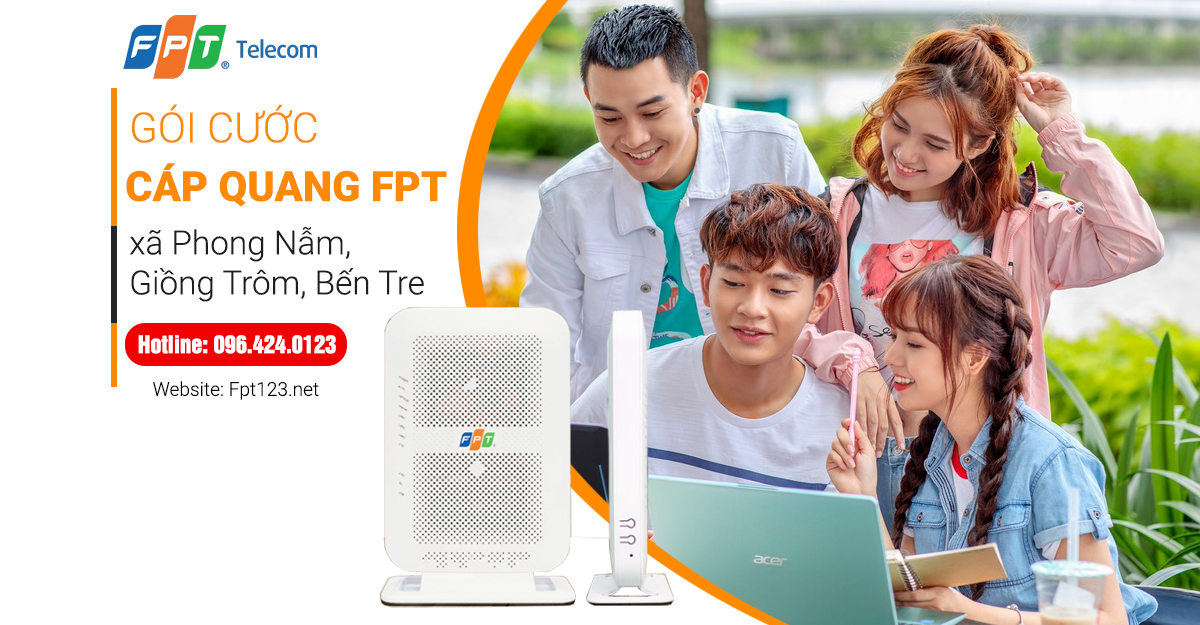 FPT® Telecom
GÓI CƯỚC
CÁP QUANG FPT
xã Phong Nẫm,
Giồng Trôm, Bến Tre
Hotline: 096.424.0123
Website: Fpt123.net
FPT
acer